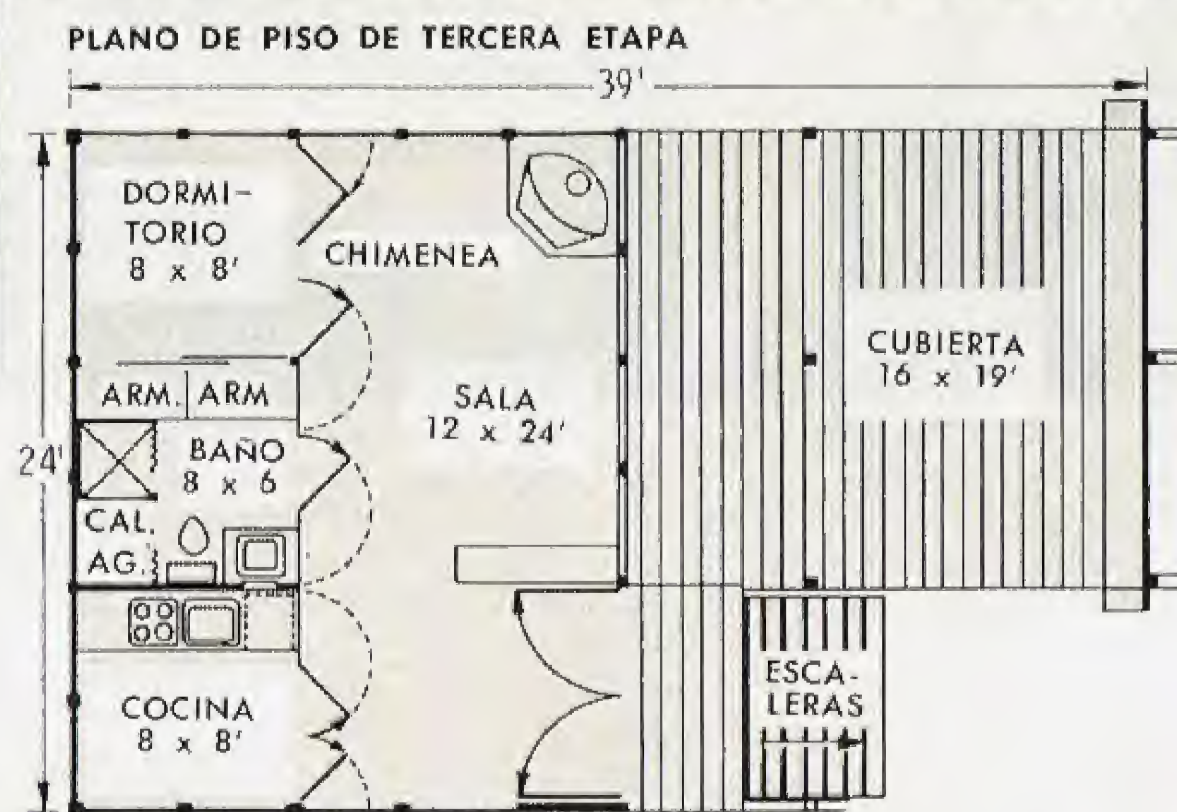 PLANO DE PISO DE TERCERA ETAPA
39'
DORMI-
TORIO
8 x 8'
CHIMENEA
CUBIERTA
16 x 19'
ARM. ARM
SALA
12 x 24'
24'
BAÑO
8 x 6
CAL.
AG.
ESCA-
LERAS
COCINA
8 x 8'